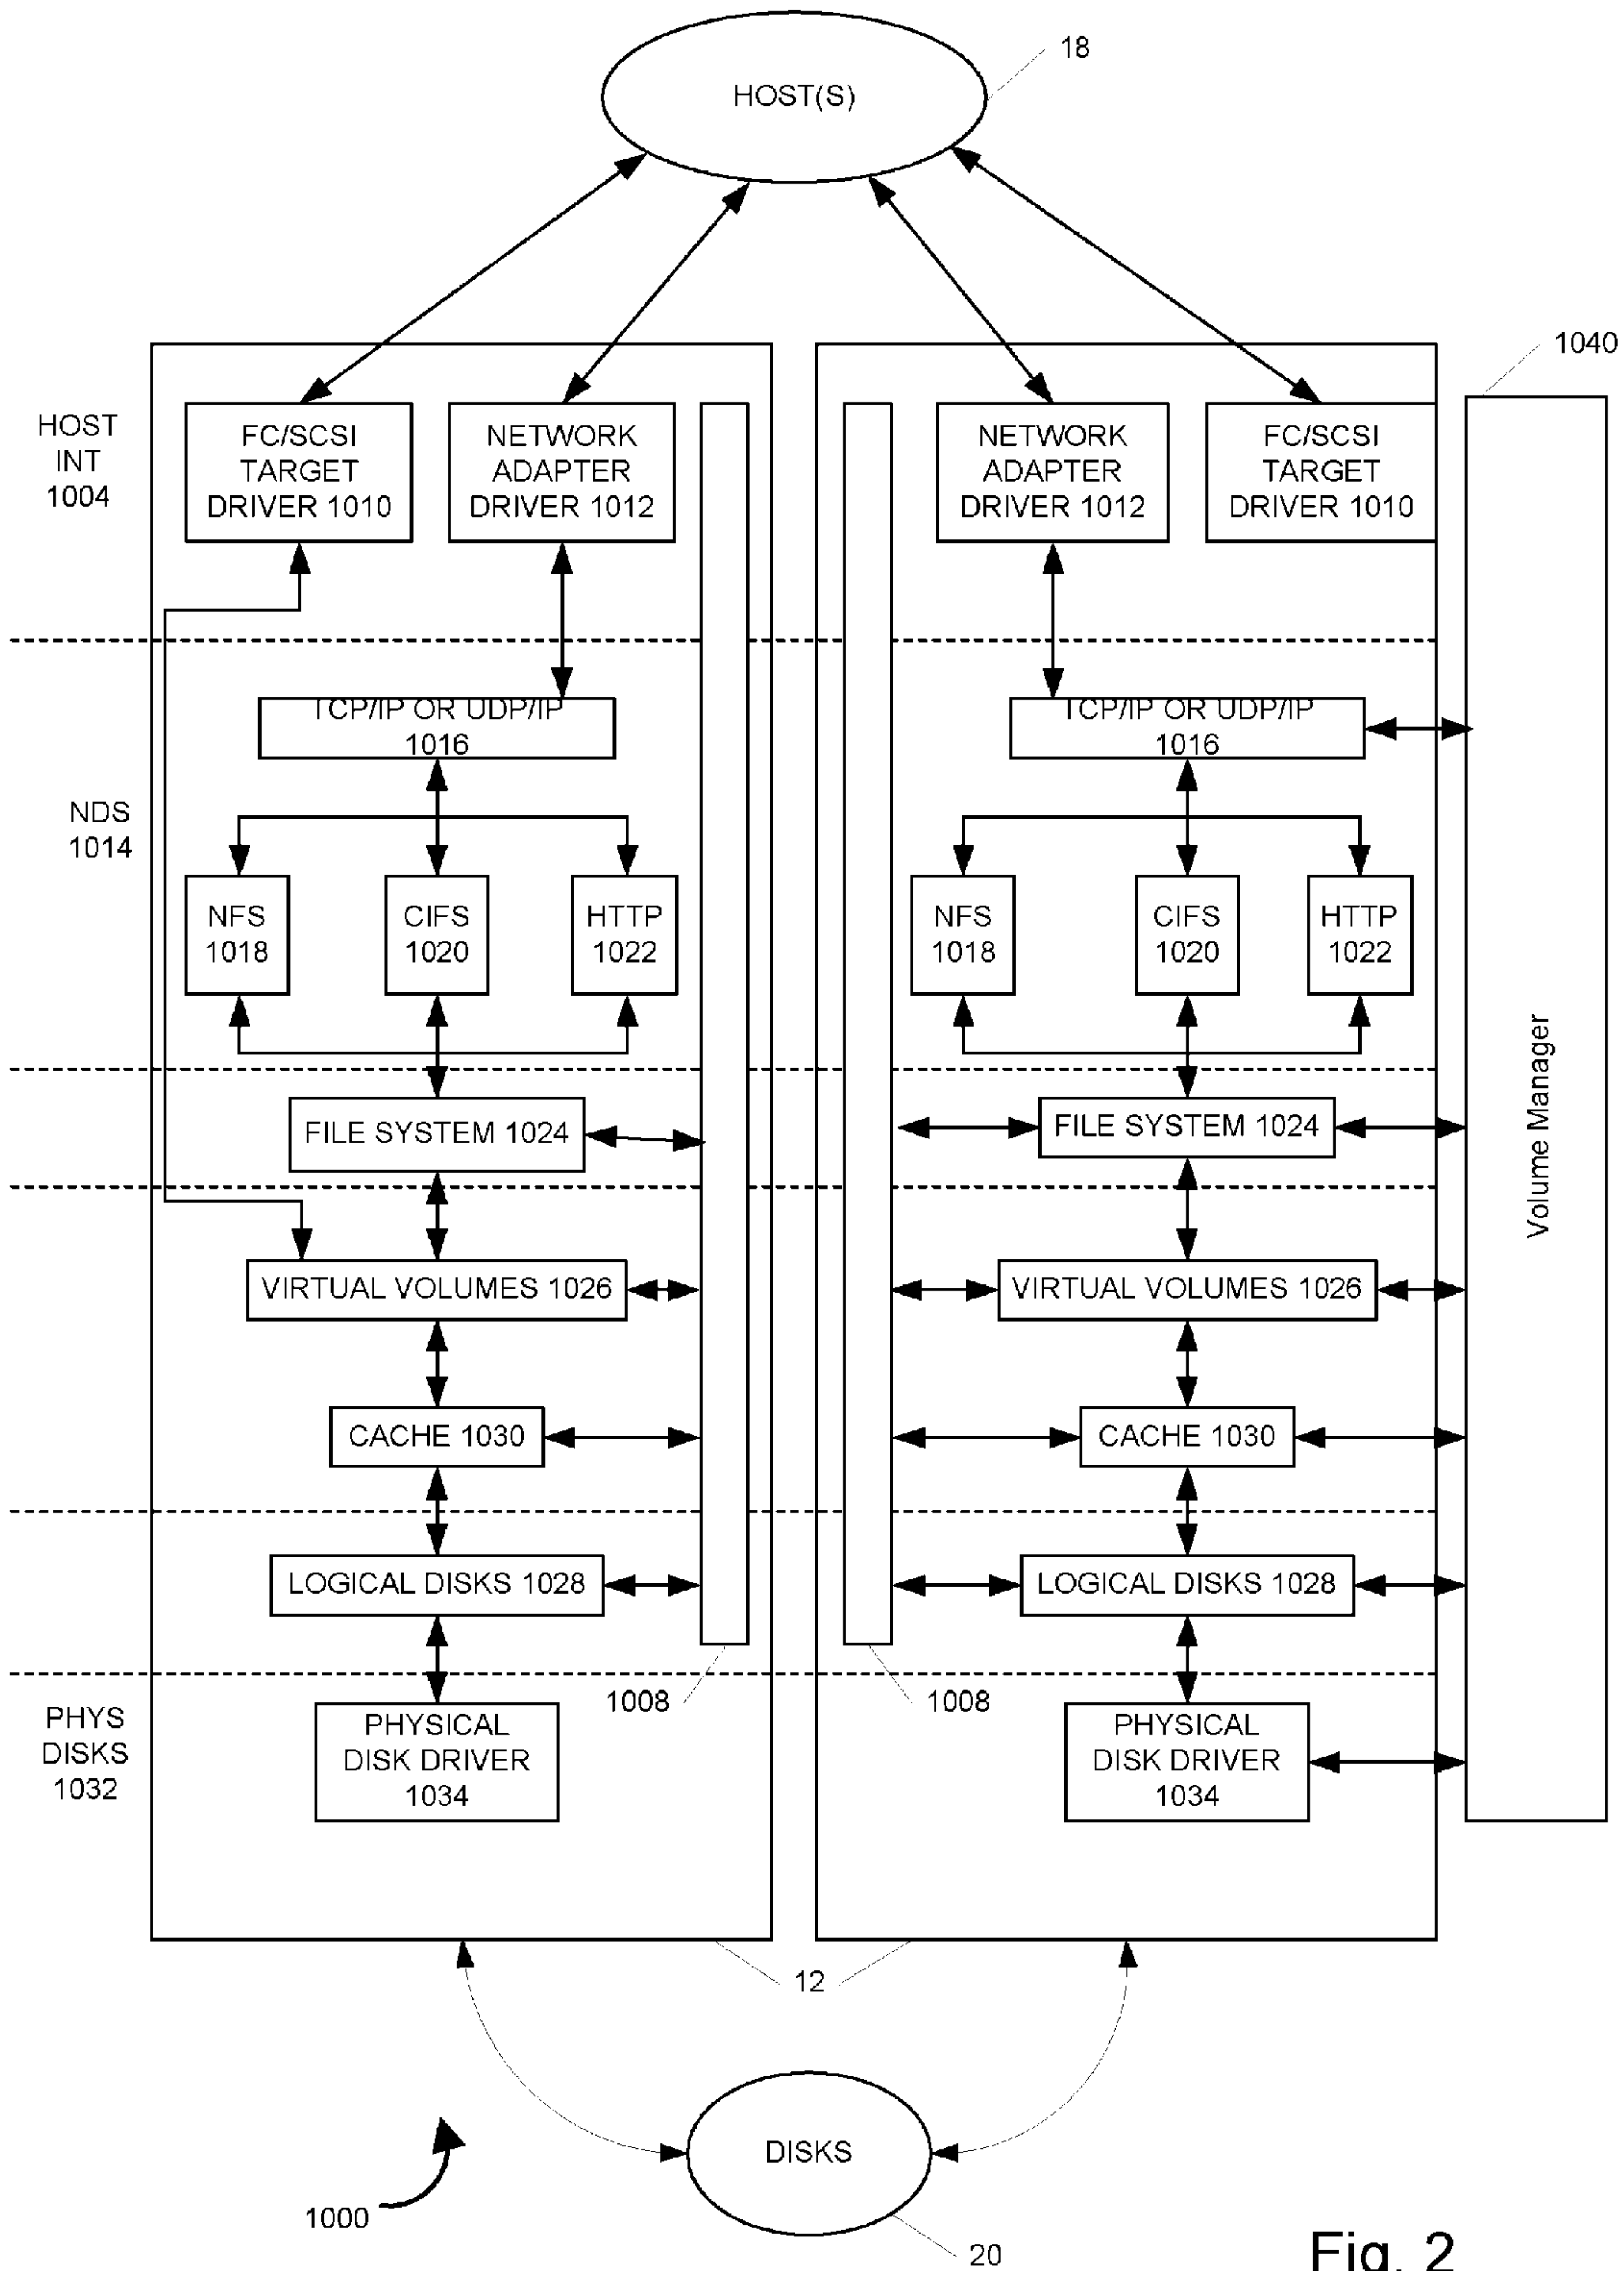 HOST(S)
18
1040
HOST
INT
1004
FC/SCSI
TARGET
DRIVER 1010
NETWORK
ADAPTER
DRIVER 1012
NETWORK
ADAPTER
DRIVER 1012
FC/SCSI
TARGET
DRIVER 1010
TCP/IP OR UDP/IP
1016
TCP/IP OR UDP/IP
1016
NDS
1014
NFS
1018
CIFS
1020
HTTP
1022
NFS
1018
CIFS
1020
HTTP
1022
Volume Manager
FILE SYSTEM 1024
FILE SYSTEM 1024
VIRTUAL VOLUMES 1026
VIRTUAL VOLUMES 1026
CACHE 1030
CACHE 1030
LOGICAL DISKS 1028
LOGICAL DISKS 1028
1008
1008
PHYS
DISKS
1032
PHYSICAL
DISK DRIVER
1034
PHYSICAL
DISK DRIVER
1034
12
DISKS
1000
20
Fig. 2